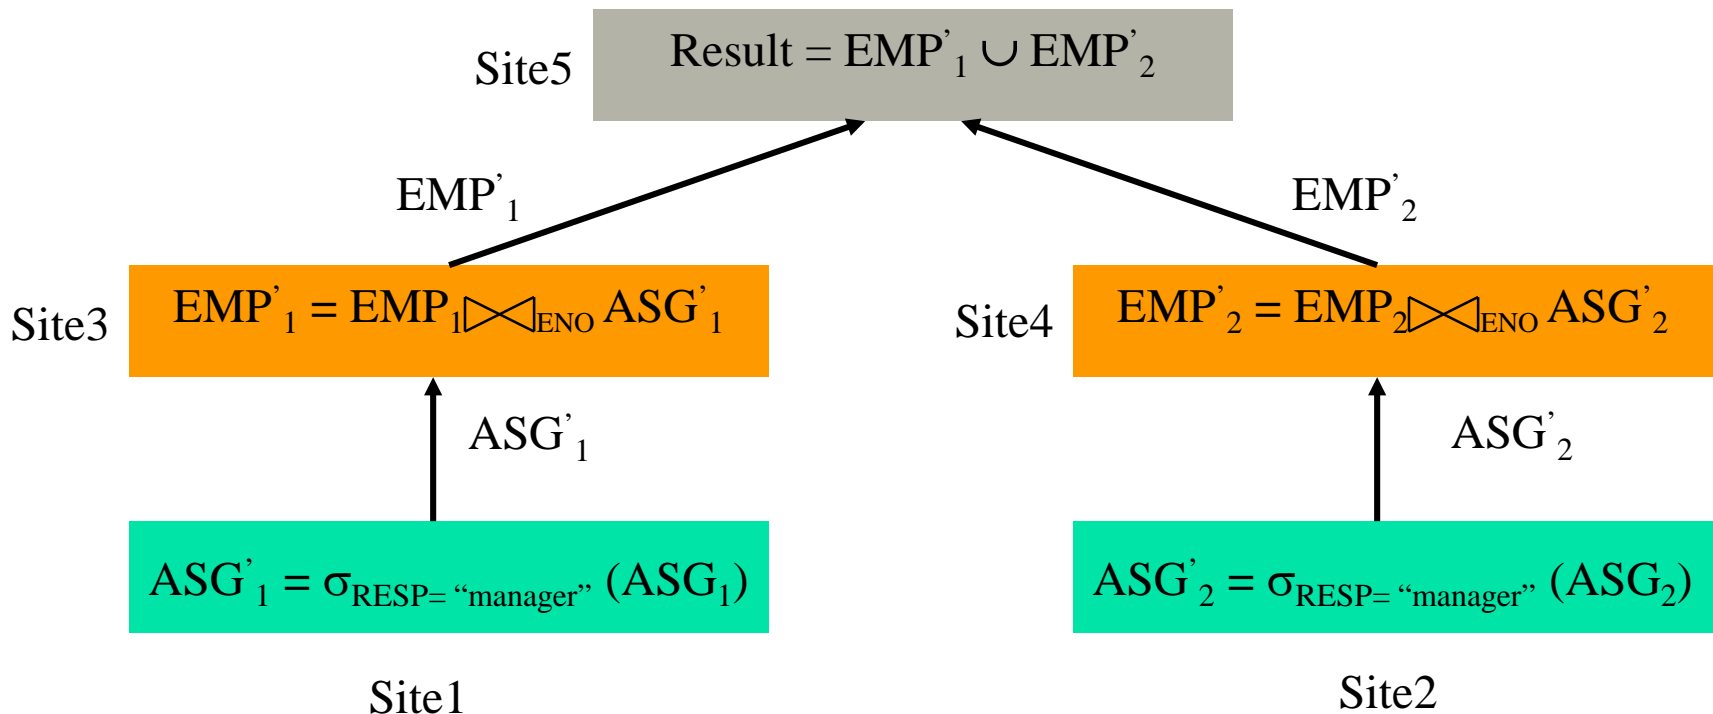 Site5
Result = EMP’₁ ∪ EMP’₂
EMP’₁
EMP’₂
Site3
EMP’₁ = EMP₁⋈ENO ASG’₁
Site4
EMP’₂ = EMP₂⋈ENO ASG’₂
ASG’₁
ASG’₂
ASG’₁ = σRESP= “manager” (ASG₁)
ASG’₂ = σRESP= “manager” (ASG₂)
Site1
Site2